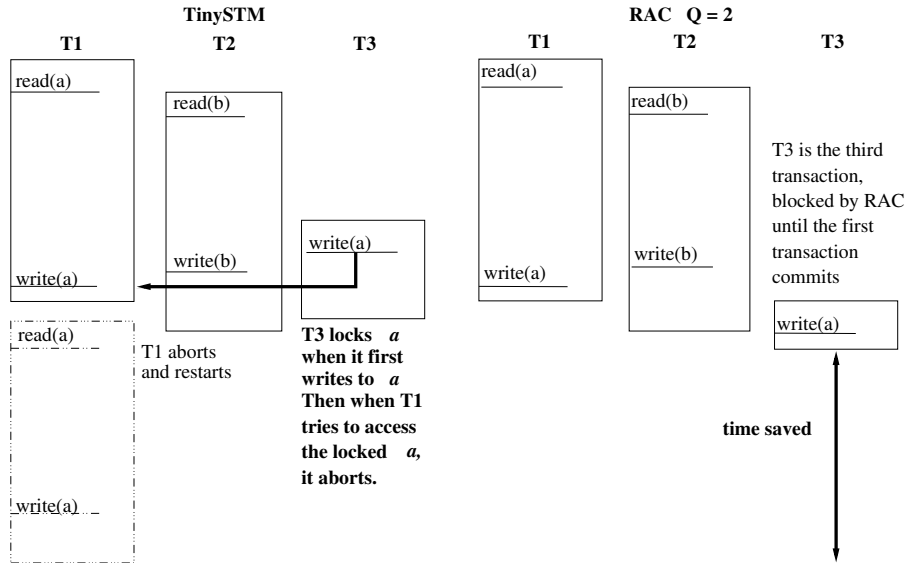 TinySTM
T1 T2 T3
read(a)
write(a)
read(b)
write(b)
write(a)
read(a)
write(a)
T1 aborts
and restarts
T3 locks a
when it first
writes to a
Then when T1
tries to access
the locked a,
it aborts.
RAC Q = 2
T1 T2 T3
read(a)
write(a)
read(b)
write(b)
T3 is the third
transaction,
blocked by RAC
until the first
transaction
commits
write(a)
time saved